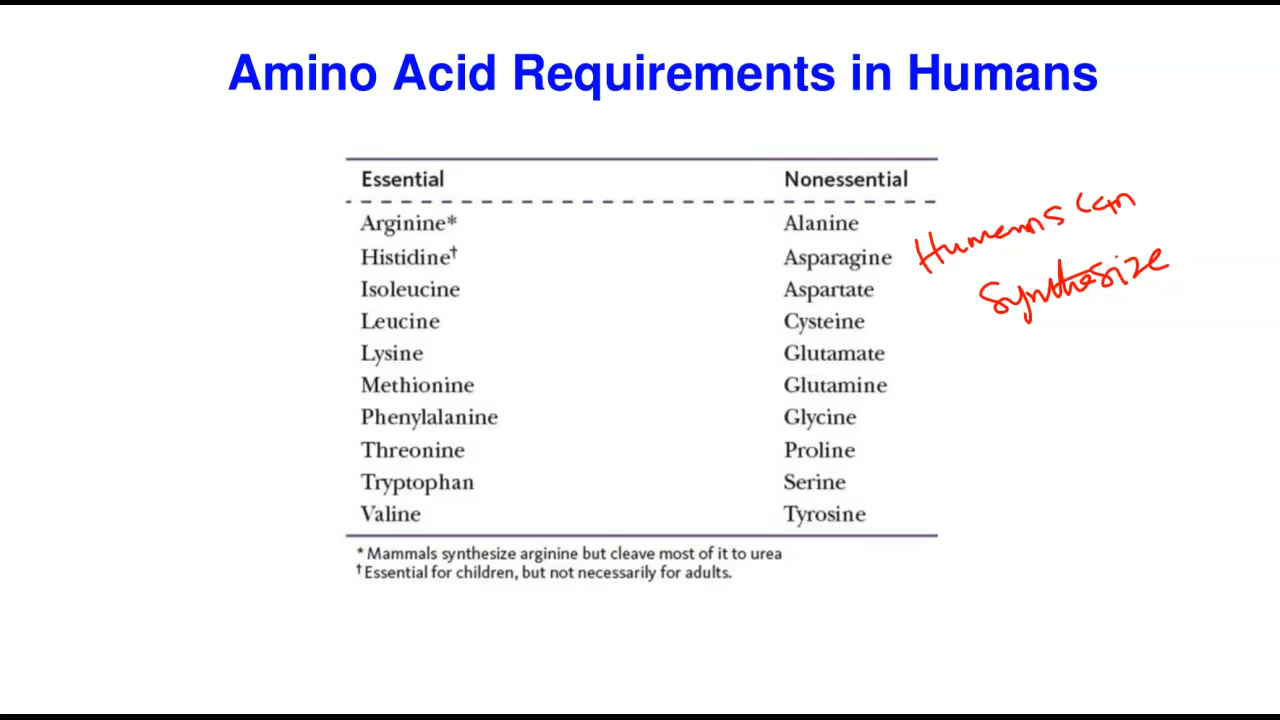 Amino Acid Requirements in Humans
Essential Nonessential
Arginine* Alanine
Histidine† Asparagine
Isoleucine Aspartate
Leucine Cysteine
Lysine Glutamate
Methionine Glutamine
Phenylalanine Glycine
Threonine Proline
Tryptophan Serine
Valine Tyrosine
* Mammals synthesize arginine but cleave most of it to urea
† Essential for children, but not necessarily for adults.
Humans can
synthesize